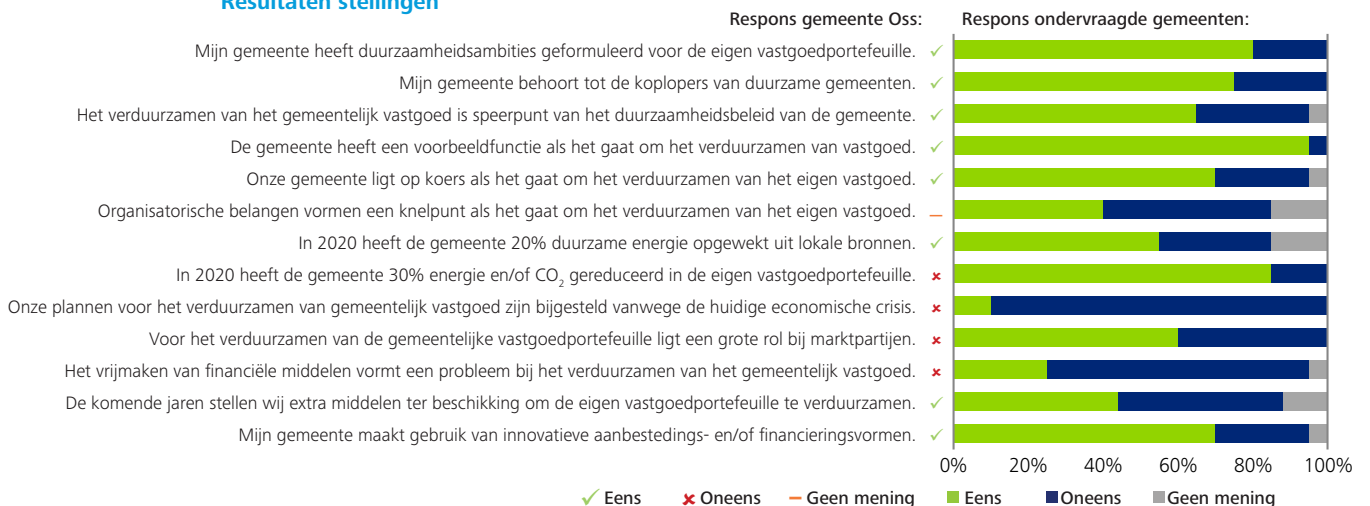 Resultaten stellingen
Respons gemeente Oss: Respons ondervraagde gemeenten:
Mijn gemeente heeft duurzaamheidsambities geformuleerd voor de eigen vastgoedportefeuille. ✓
Mijn gemeente behoort tot de koplopers van duurzame gemeenten. ✓
Het verduurzamen van het gemeentelijk vastgoed is speerpunt van het duurzaamheidsbeleid van de gemeente. ✓
De gemeente heeft een voorbeeldfunctie als het gaat om het verduurzamen van vastgoed. ✓
Onze gemeente ligt op koers als het gaat om het verduurzamen van het eigen vastgoed. ✓
Organisatorische belangen vormen een knelpunt als het gaat om het verduurzamen van het eigen vastgoed. –
In 2020 heeft de gemeente 20% duurzame energie opgewekt uit lokale bronnen. ✓
In 2020 heeft de gemeente 30% energie en/of CO₂ gereduceerd in de eigen vastgoedportefeuille. ✗
Onze plannen voor het verduurzamen van gemeentelijk vastgoed zijn bijgesteld vanwege de huidige economische crisis. ✗
Voor het verduurzamen van de gemeentelijke vastgoedportefeuille ligt een grote rol bij marktpartijen. ✗
Het vrijmaken van financiële middelen vormt een probleem bij het verduurzamen van het gemeentelijk vastgoed. ✗
De komende jaren stellen wij extra middelen ter beschikking om de eigen vastgoedportefeuille te verduurzamen. ✓
Mijn gemeente maakt gebruik van innovatieve aanbestedings- en/of financieringsvormen. ✓
0% 20% 40% 60% 80% 100%
✓ Eens ✗ Oneens – Geen mening Eens Oneens Geen mening